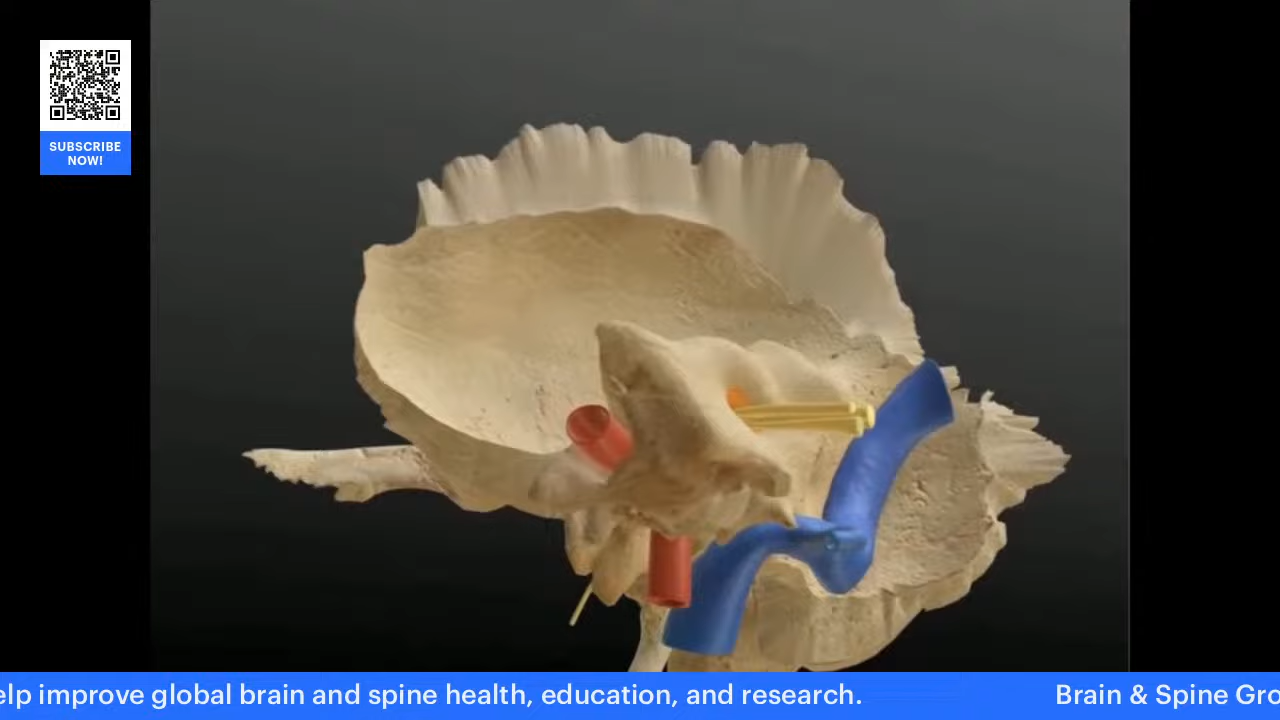 SUBSCRIBE
NOW!
elp improve global brain and spine health, education, and research.
Brain & Spine Gro